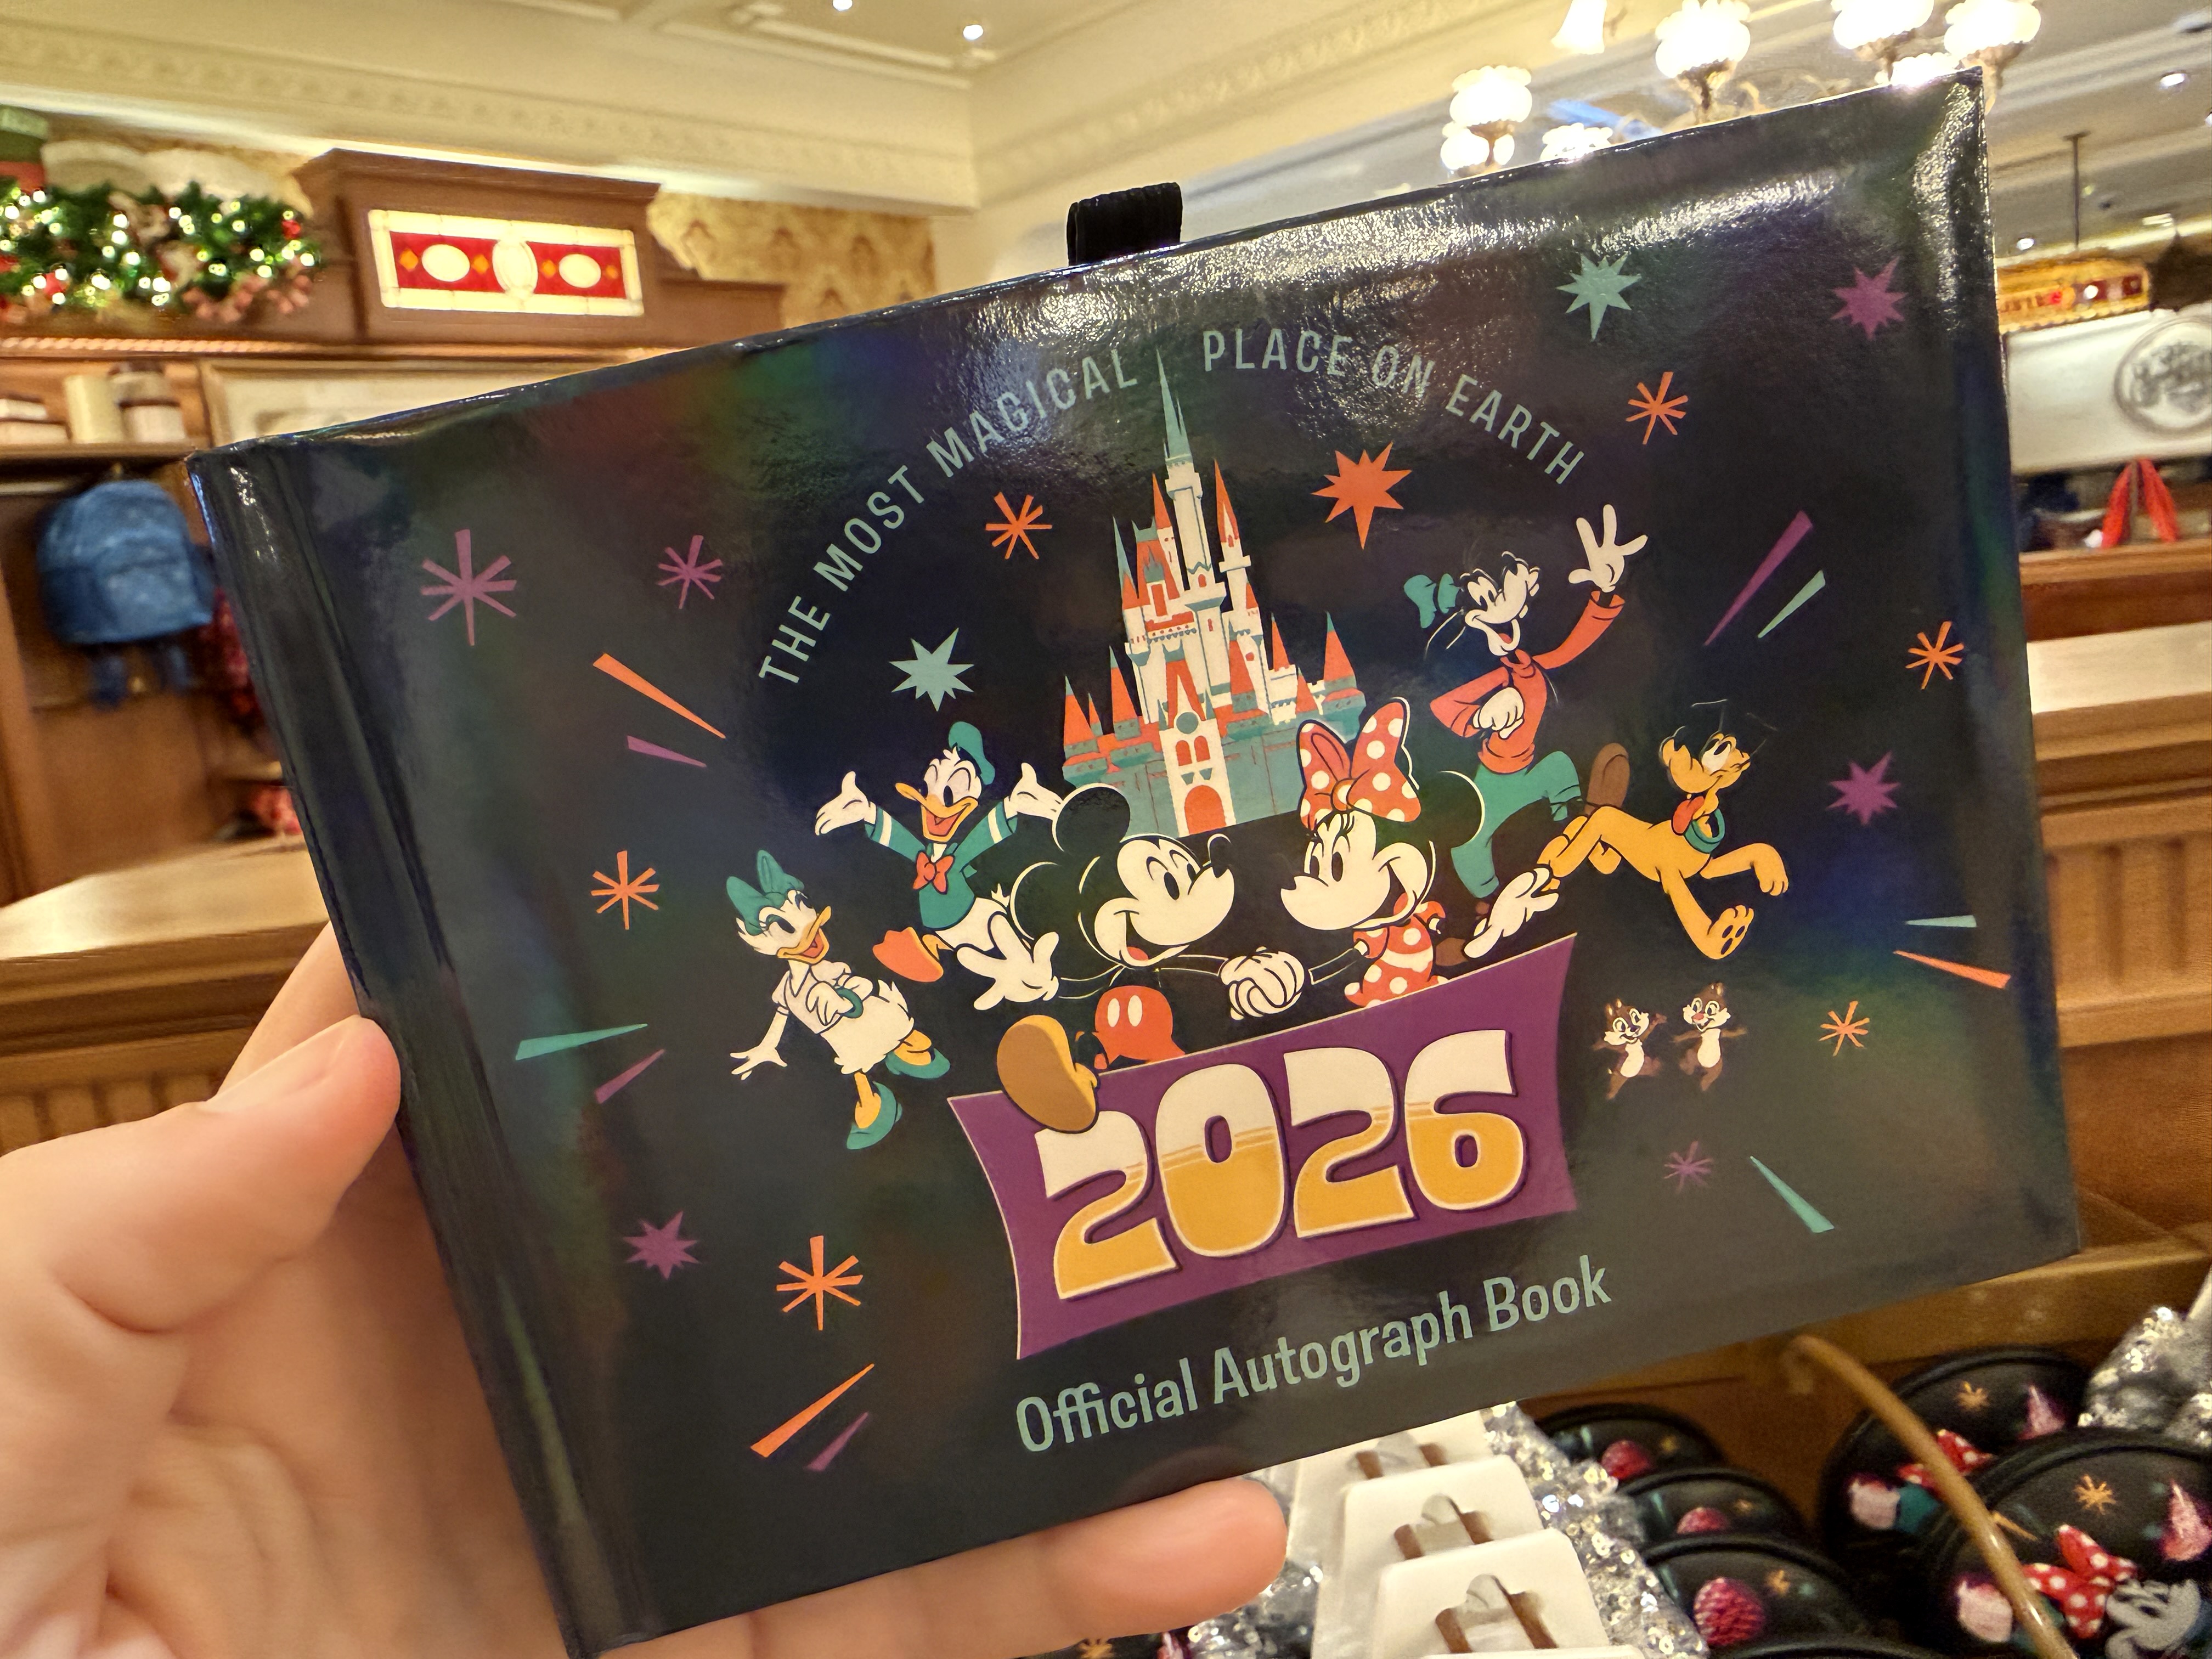 THE MOST MAGICAL PLACE ON EARTH
2026
Official Autograph Book